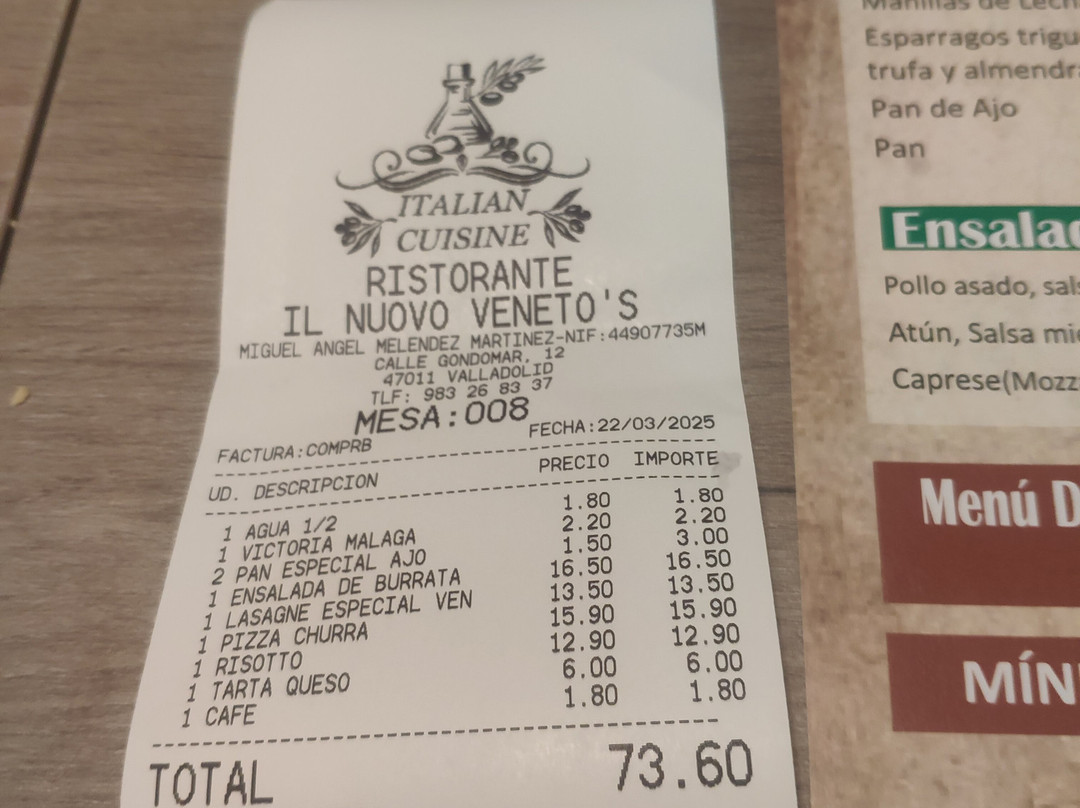 ITALIAN
CUISINE
RISTORANTE
IL NUOVO VENETO'S
MIGUEL ANGEL MELENDEZ MARTINEZ-NIF:44907735M
CALLE GONDOMAR, 12
47011 VALLADOLID
TLF: 983 26 83 37
MESA:008
FACTURA:COMPRB FECHA:22/03/2025
UD. DESCRIPCION PRECIO IMPORTE
1 AGUA 1/2 1.80 1.80
1 VICTORIA MALAGA 2.20 2.20
2 PAN ESPECIAL AJO 1.50 3.00
1 ENSALADA DE BURRATA 16.50 16.50
1 LASAGNE ESPECIAL VEN 13.50 13.50
1 PIZZA CHURRA 15.90 15.90
1 RISOTTO 12.90 12.90
1 TARTA QUESO 6.00 6.00
1 CAFE 1.80 1.80
TOTAL 73.60
Manillas de Lech
Esparragos trigu
trufa y almendra
Pan de Ajo
Pan
Ensalad
Pollo asado, sals
Atún, Salsa mie
Caprese(Mozz
Menú D
MÍN